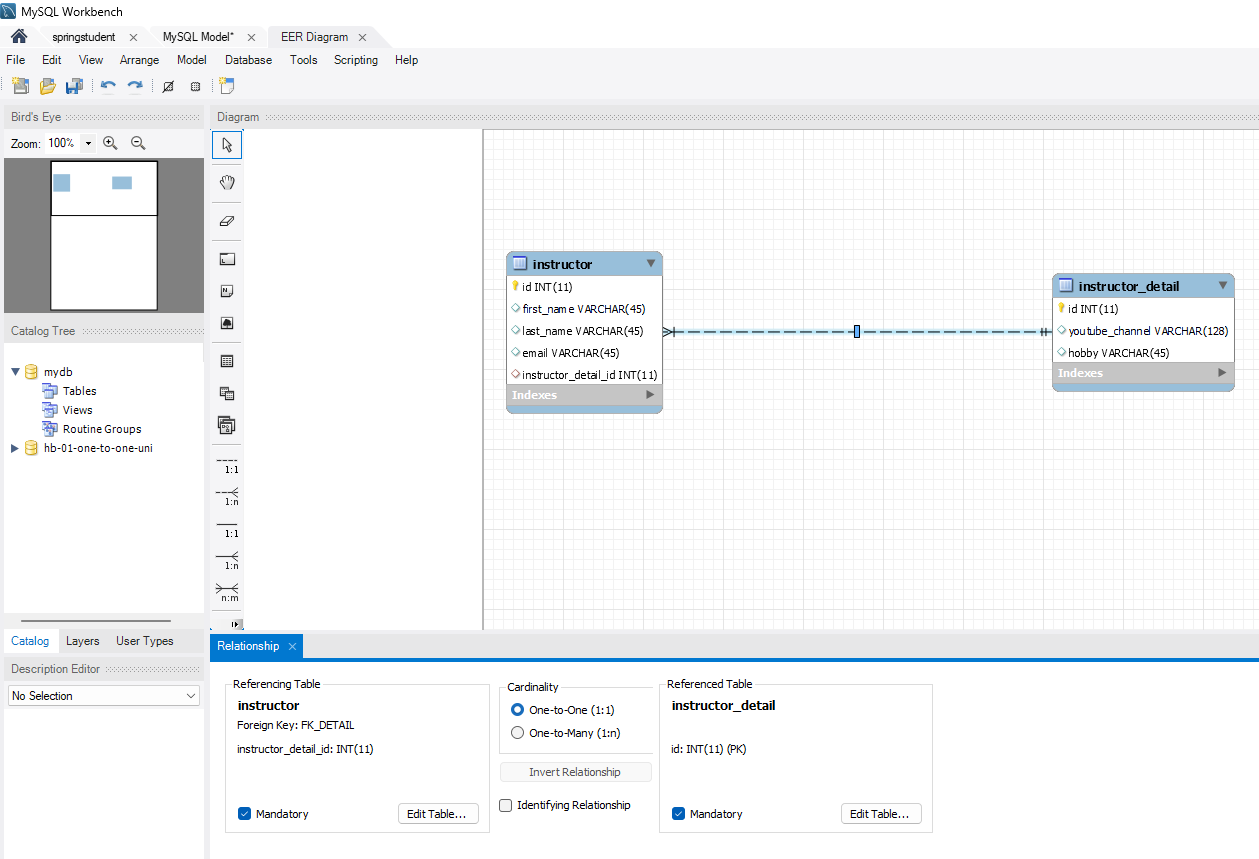 MySQL Workbench
springstudent
MySQL Model*
EER Diagram
File Edit View Arrange Model Database Tools Scripting Help
Bird's Eye
Zoom: 100%
Diagram
instructor
id INT(11)
first_name VARCHAR(45)
last_name VARCHAR(45)
email VARCHAR(45)
instructor_detail_id INT(11)
Indexes
instructor_detail
id INT(11)
youtube_channel VARCHAR(128)
hobby VARCHAR(45)
Indexes
Catalog Tree
mydb
Tables
Views
Routine Groups
hb-01-one-to-one-uni
1:1
1:n
1:1
1:n
n:m
Catalog Layers User Types
Description Editor
No Selection
Relationship
Referencing Table
instructor
Foreign Key: FK_DETAIL
instructor_detail_id: INT(11)
Mandatory
Edit Table...
Cardinality
One-to-One (1:1)
One-to-Many (1:n)
Invert Relationship
Identifying Relationship
Referenced Table
instructor_detail
id: INT(11) (PK)
Mandatory
Edit Table...